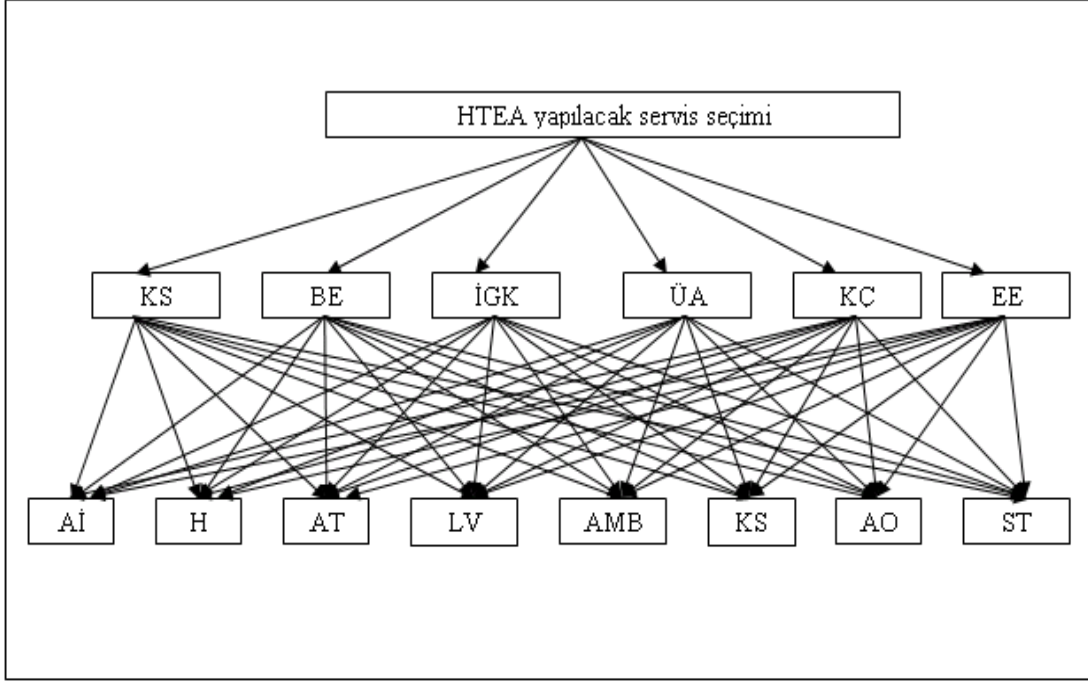 HTEA yapılacak servis seçimi
KS BE İGK ÜA KÇ EE
Aİ H AT LV AMB KS AO ST